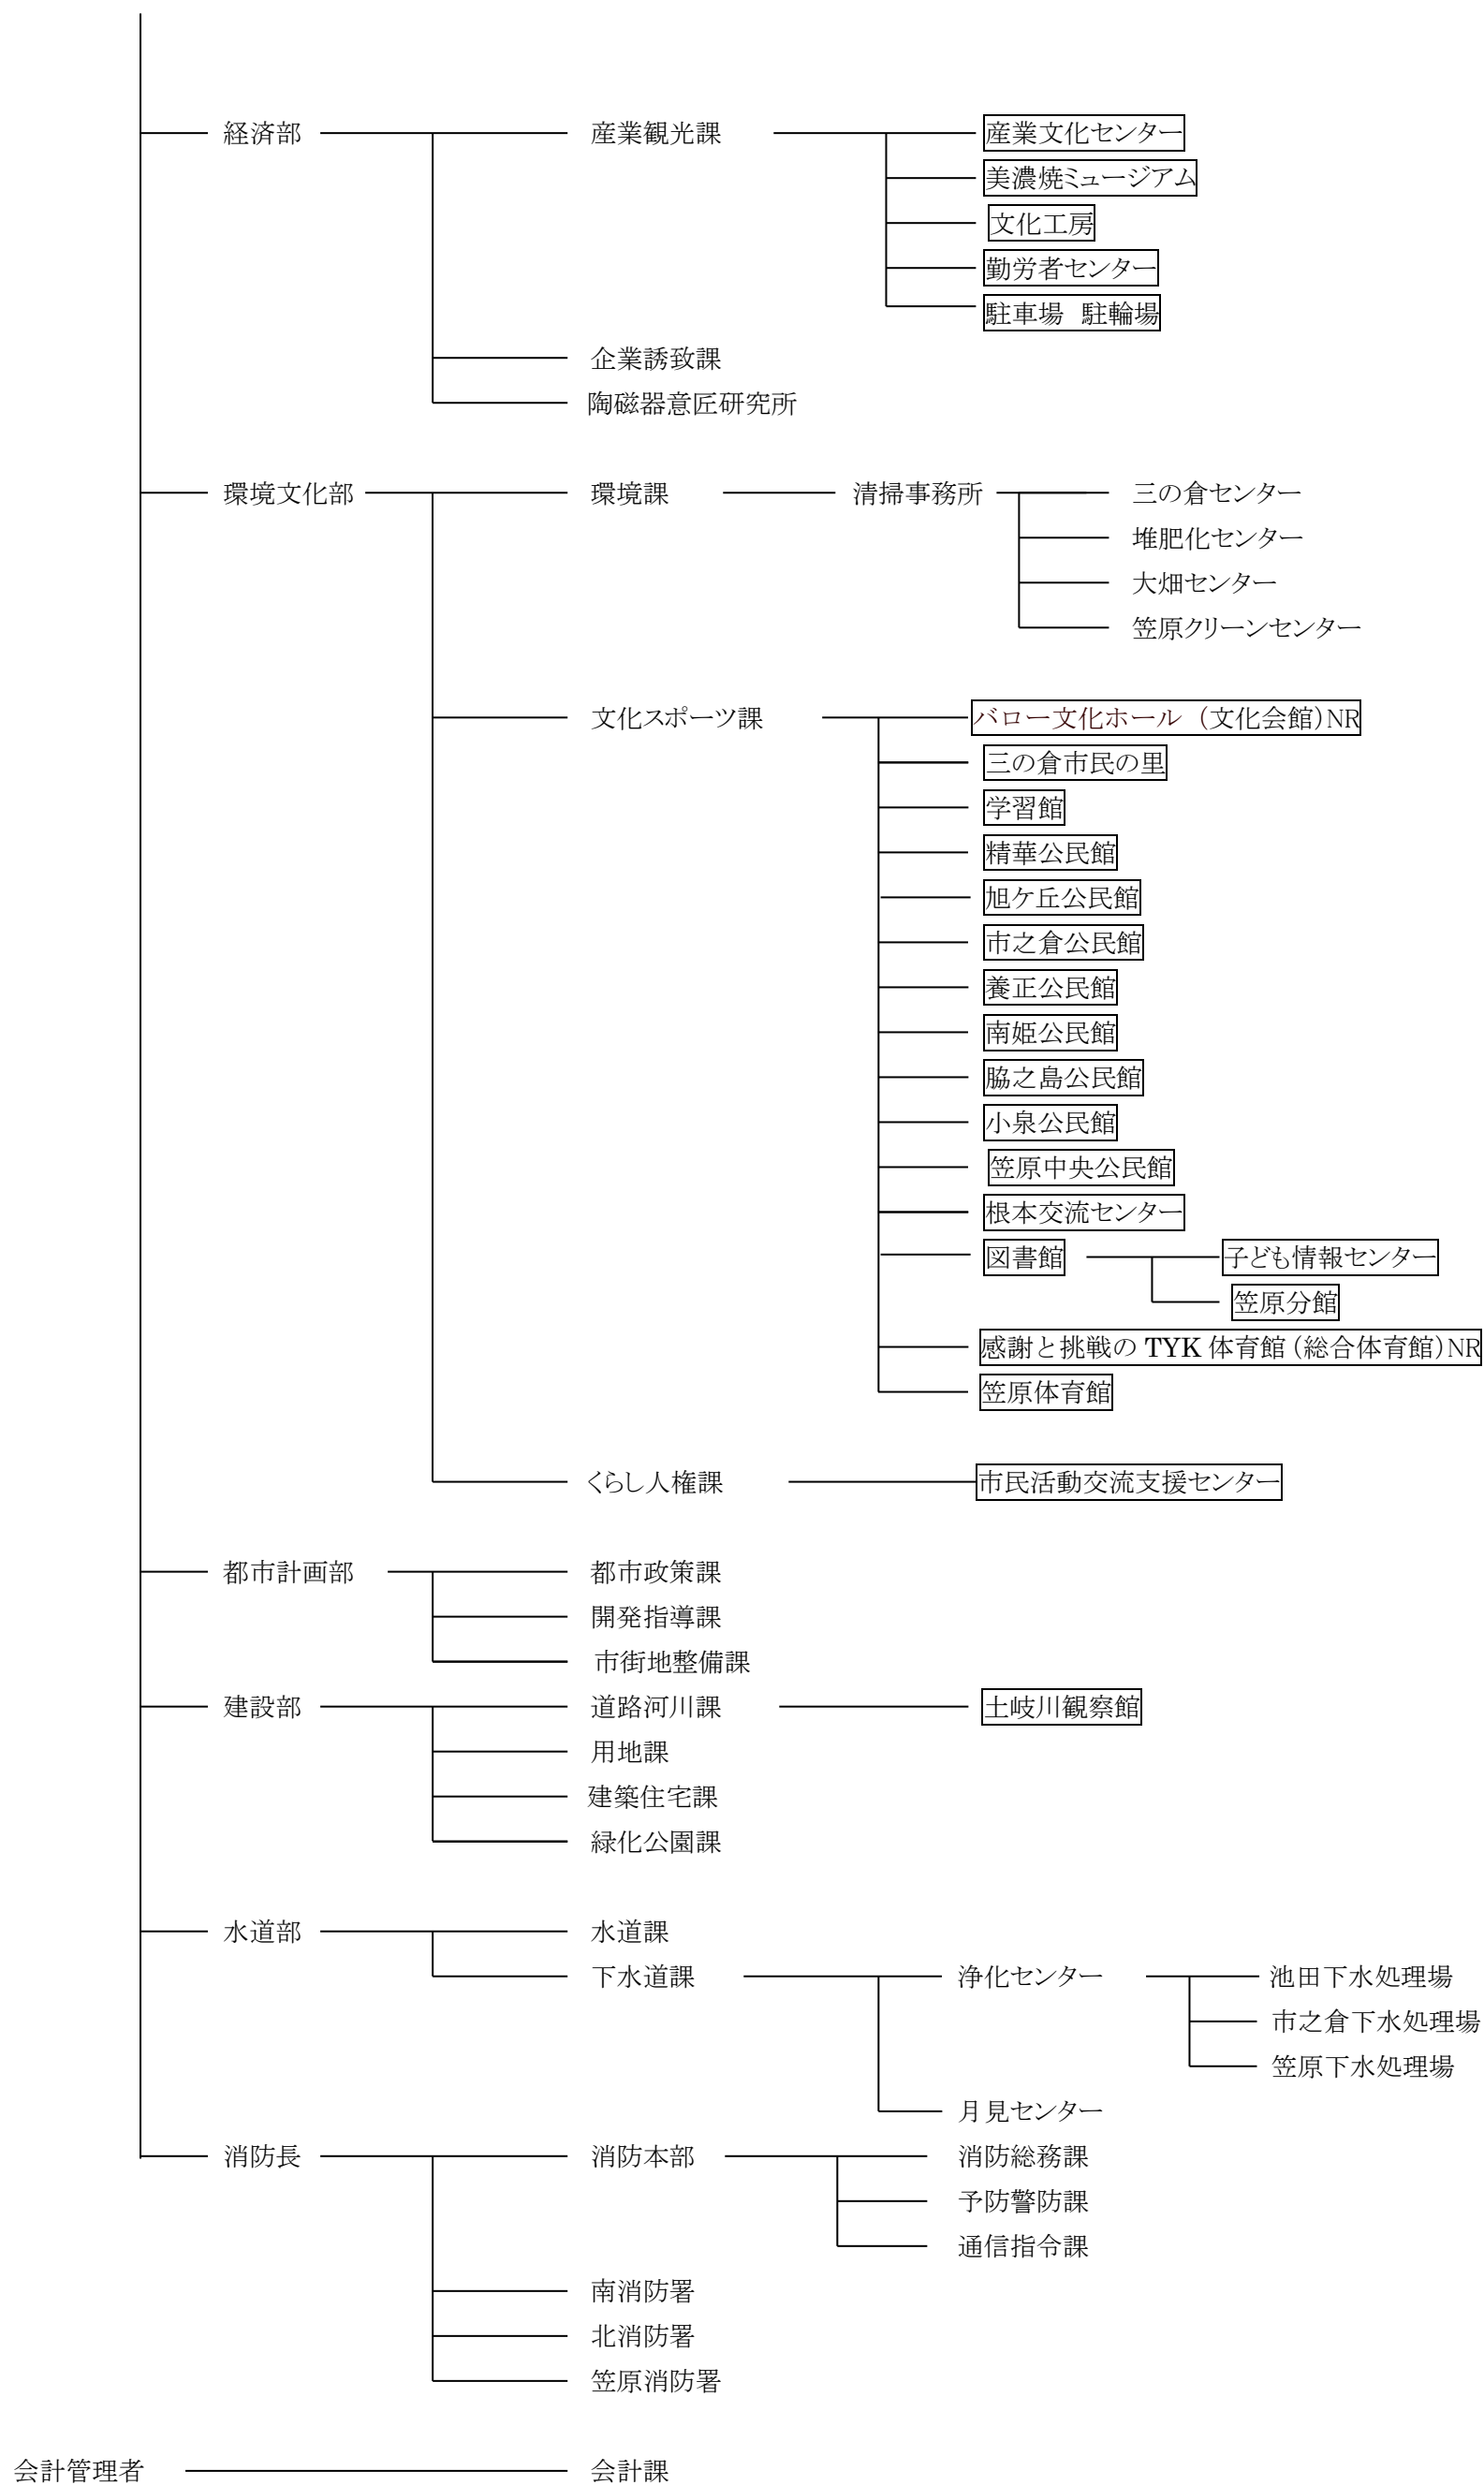 経済部 産業観光課 産業文化センター
美濃焼ミュージアム
文化工房
勤労者センター
駐車場 駐輪場
企業誘致課
陶磁器意匠研究所
環境文化部 環境課 清掃事務所 三の倉センター
堆肥化センター
大畑センター
笠原クリーンセンター
文化スポーツ課 バロー文化ホール (文化会館)NR
三の倉市民の里
学習館
精華公民館
旭ケ丘公民館
市之倉公民館
養正公民館
南姫公民館
脇之島公民館
小泉公民館
笠原中央公民館
根本交流センター
図書館 子ども情報センター
笠原分館
感謝と挑戦の TYK 体育館(総合体育館)NR
笠原体育館
くらし人権課 市民活動交流支援センター
都市計画部 都市政策課
開発指導課
市街地整備課
建設部 道路河川課 土岐川観察館
用地課
建築住宅課
緑化公園課
水道部 水道課
下水道課 浄化センター 池田下水処理場
市之倉下水処理場
笠原下水処理場
月見センター
消防長 消防本部 消防総務課
予防警防課
通信指令課
南消防署
北消防署
笠原消防署
会計管理者 会計課